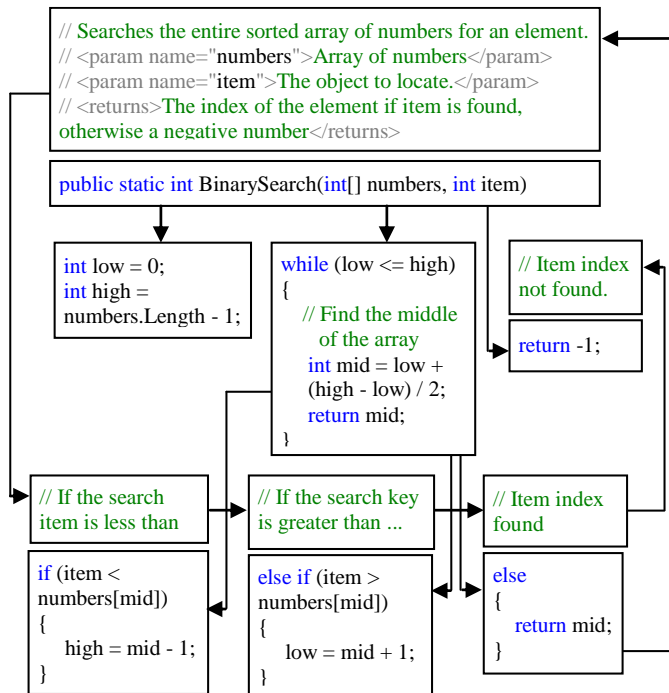 // Searches the entire sorted array of numbers for an element.
// <param name="numbers">Array of numbers</param>
// <param name="item">The object to locate.</param>
// <returns>The index of the element if item is found,
otherwise a negative number</returns>
public static int BinarySearch(int[] numbers, int item)
int low = 0;
int high =
numbers.Length - 1;
while (low <= high)
{
// Find the middle
of the array
int mid = low +
(high - low) / 2;
return mid;
}
// Item index
not found.
return -1;
// If the search
item is less than
// If the search key
is greater than ...
// Item index
found
if (item <
numbers[mid])
{
high = mid - 1;
}
else if (item >
numbers[mid])
{
low = mid + 1;
}
else
{
return mid;
}